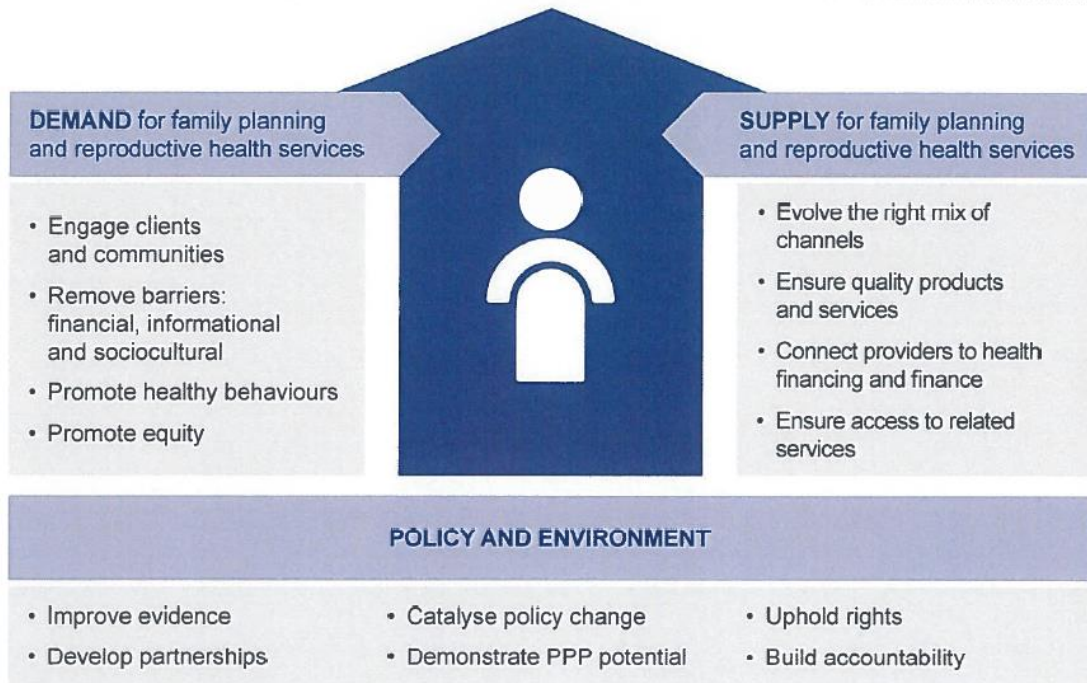 DEMAND for family planning
and reproductive health services
• Engage clients
and communities
• Remove barriers:
financial, informational
and sociocultural
• Promote healthy behaviours
• Promote equity
SUPPLY for family planning
and reproductive health services
• Evolve the right mix of
channels
• Ensure quality products
and services
• Connect providers to health
financing and finance
• Ensure access to related
services
POLICY AND ENVIRONMENT
• Improve evidence
• Develop partnerships
• Catalyse policy change
• Demonstrate PPP potential
• Uphold rights
• Build accountability